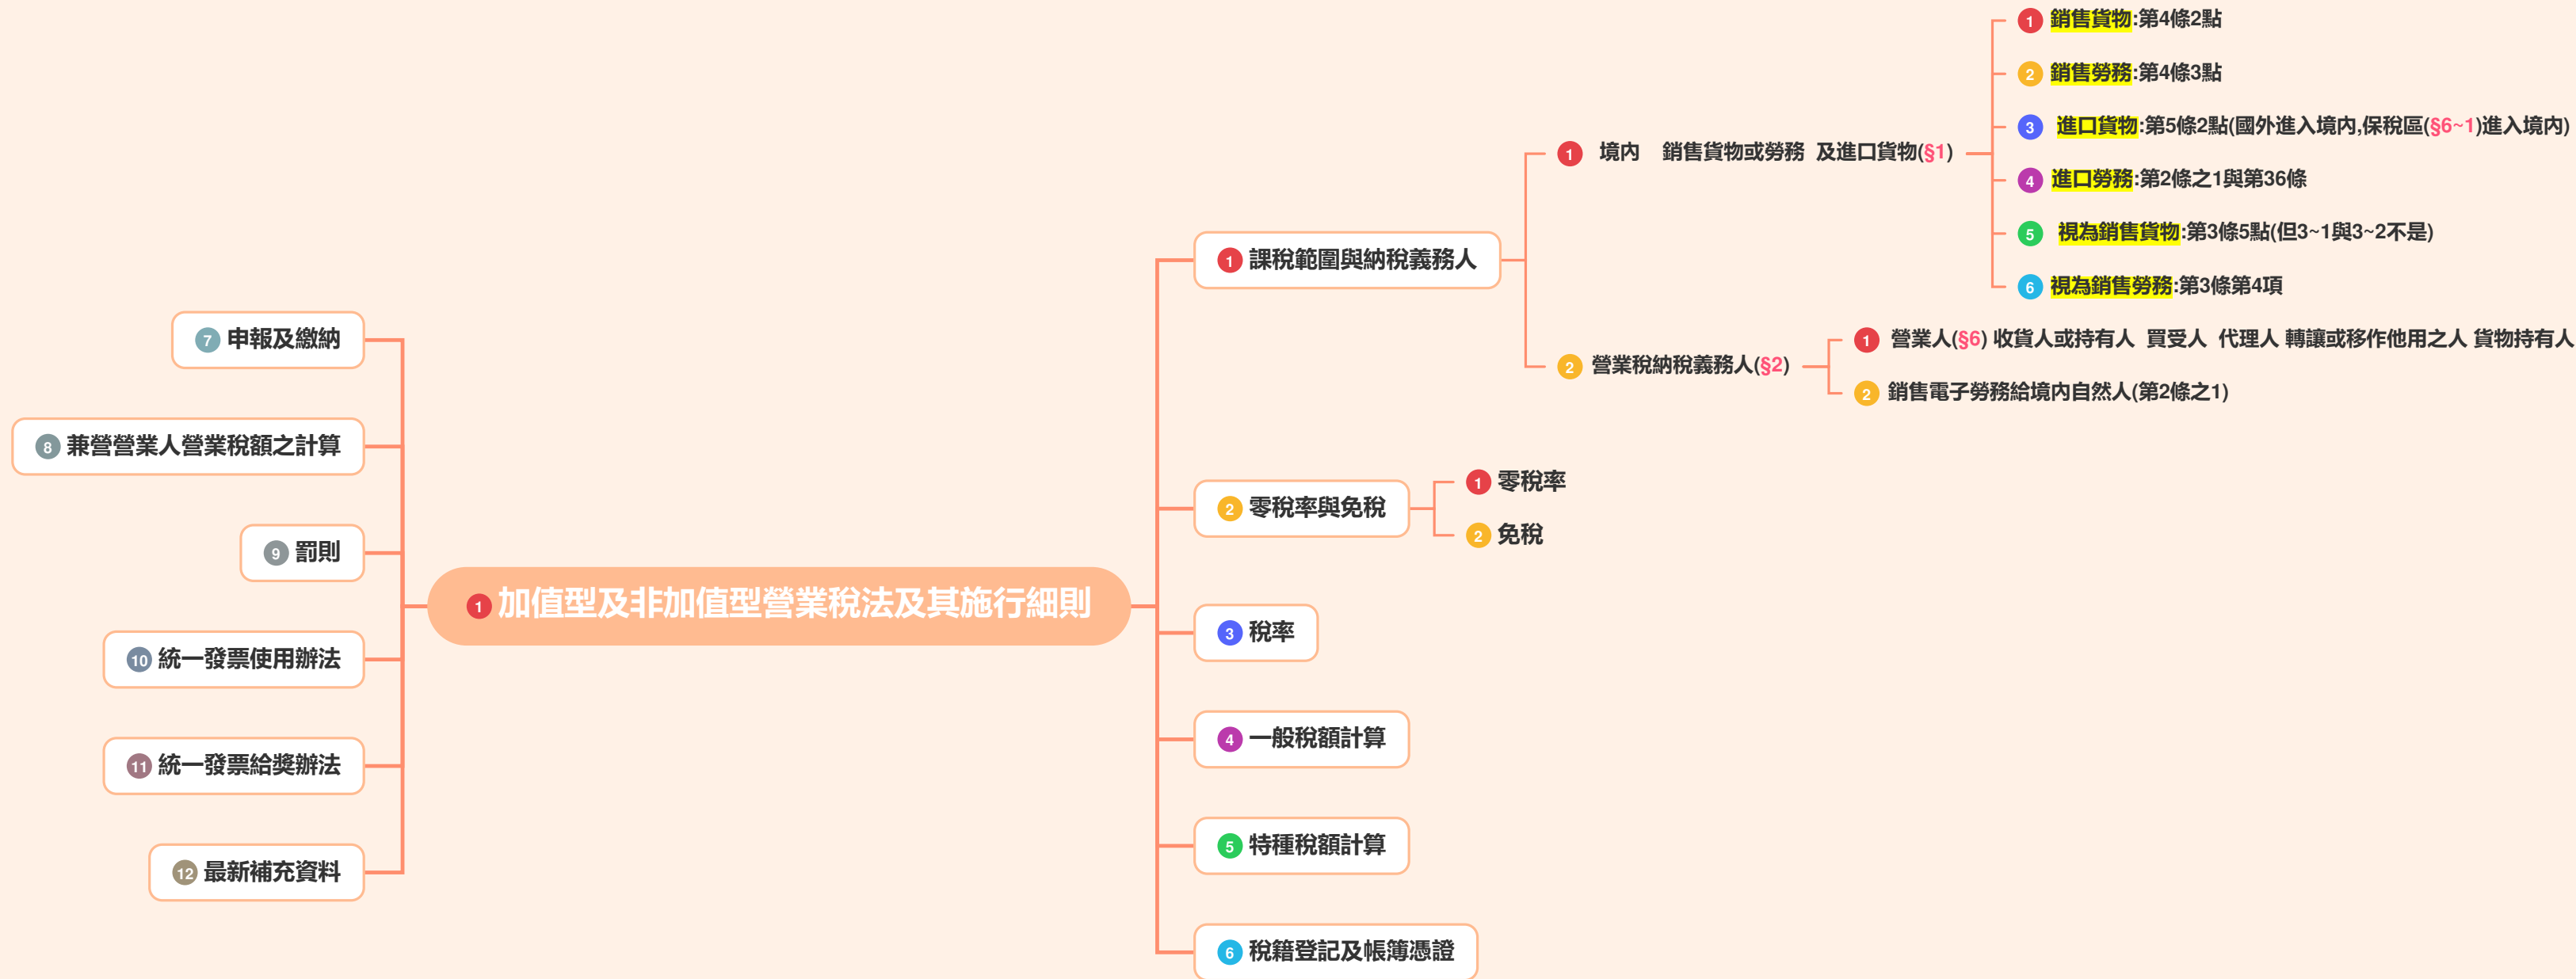 1 加值型及非加值型營業稅法及其施行細則
1 課稅範圍與納稅義務人
1 境內 銷售貨物或勞務 及進口貨物(§1)
1 銷售貨物:第4條2點
2 銷售勞務:第4條3點
3 進口貨物:第5條2點(國外進入境內,保稅區(§6~1)進入境內)
4 進口勞務:第2條之1與第36條
5 視為銷售貨物:第3條5點(但3~1與3~2不是)
6 視為銷售勞務:第3條第4項
2 營業稅納稅義務人(§2)
1 營業人(§6) 收貨人或持有人 買受人 代理人 轉讓或移作他用之人 貨物持有人
2 銷售電子勞務給境內自然人(第2條之1)
2 零稅率與免稅
1 零稅率
2 免稅
3 稅率
4 一般稅額計算
5 特種稅額計算
6 稅籍登記及帳簿憑證
7 申報及繳納
8 兼營營業人營業稅額之計算
9 罰則
10 統一發票使用辦法
11 統一發票給獎辦法
12 最新補充資料